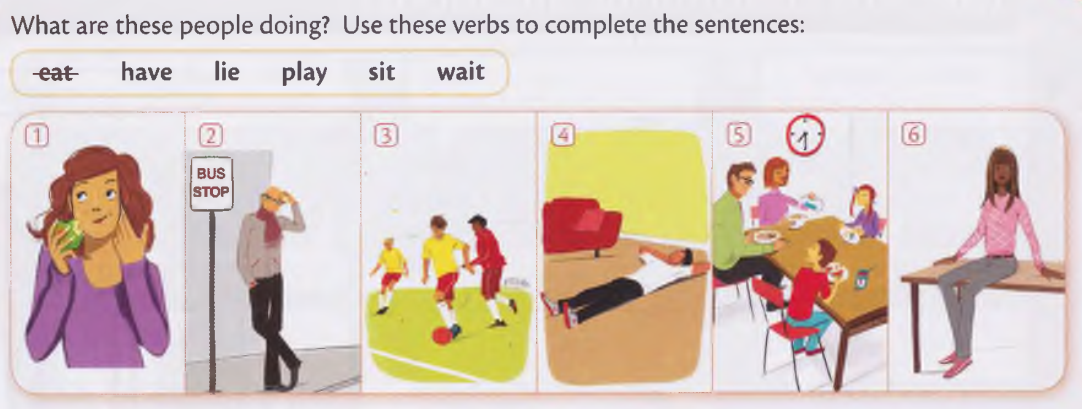 What are these people doing? Use these verbs to complete the sentences:
eat have lie play sit wait
1
2
3
4
5
6
BUS
STOP